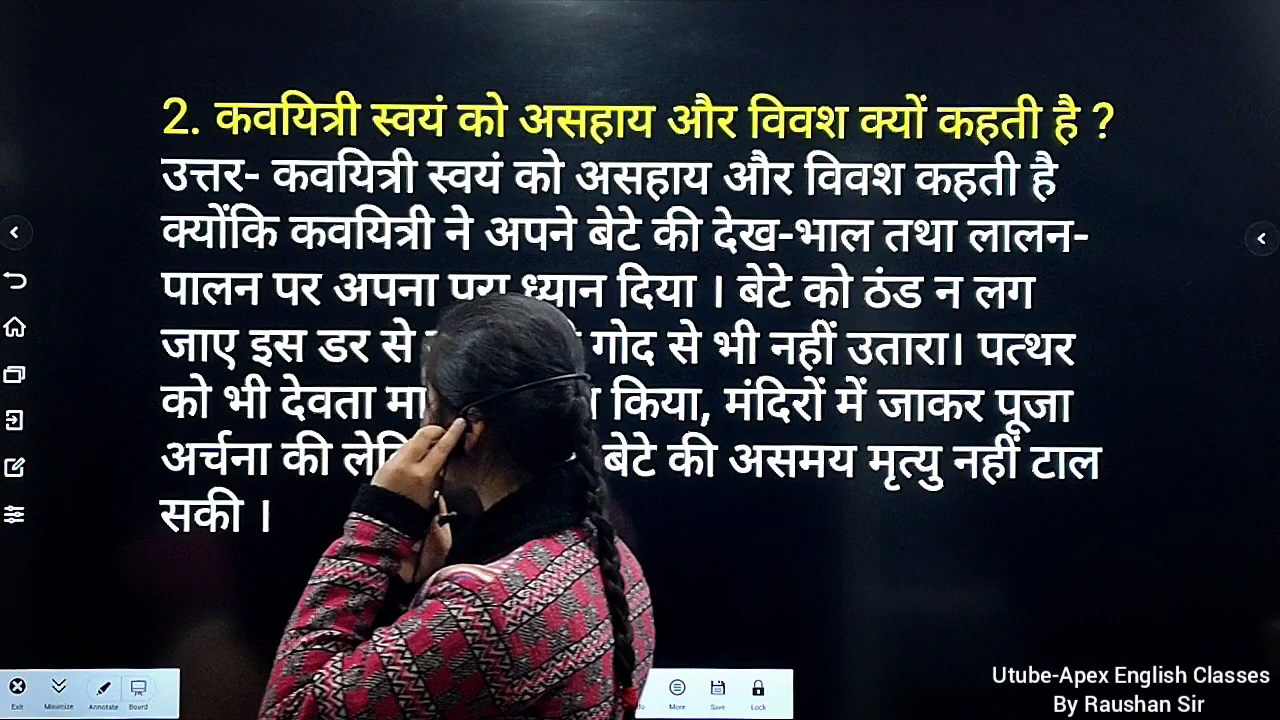 2. कवयित्री स्वयं को असहाय और विवश क्यों कहती है ?
उत्तर- कवयित्री स्वयं को असहाय और विवश कहती है
क्योंकि कवयित्री ने अपने बेटे की देख-भाल तथा लालन-
पालन पर अपना पूरा ध्यान दिया । बेटे को ठंड न लग
जाए इस डर से गोद से भी नहीं उतारा। पत्थर
को भी देवता किया, मंदिरों में जाकर पूजा
अर्चना की बेटे की असमय मृत्यु नहीं टाल
सकी ।
Exit Minimize Annotate Board More Save Lock
Utube-Apex English Classes
By Raushan Sir